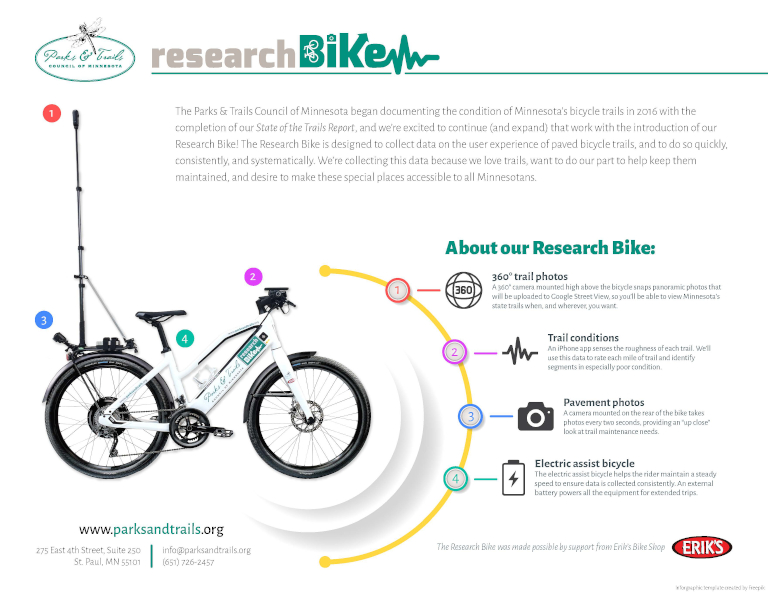 Parks & Trails
COUNCIL OF MINNESOTA
researchBike
The Parks & Trails Council of Minnesota began documenting the condition of Minnesota's bicycle trails in 2016 with the
completion of our State of the Trails Report, and we're excited to continue (and expand) that work with the introduction of our
Research Bike! The Research Bike is designed to collect data on the user experience of paved bicycle trails, and to do so quickly,
consistently, and systematically. We're collecting this data because we love trails, want to do our part to help keep them
maintained, and desire to make these special places accessible to all Minnesotans.
1
2
3
4
research
Bike
Parks & Trails
About our Research Bike:
1
360
360° trail photos
A 360° camera mounted high above the bicycle snaps panoramic photos that
will be uploaded to Google Street View, so you'll be able to view Minnesota's
state trails when, and wherever, you want.
2
Trail conditions
An iPhone app senses the roughness of each trail. We'll
use this data to rate each mile of trail and identify
segments in especially poor condition.
3
Pavement photos
A camera mounted on the rear of the bike takes
photos every two seconds, providing an "up close"
look at trail maintenance needs.
4
Electric assist bicycle
The electric assist bicycle helps the rider maintain a steady
speed to ensure data is collected consistently. An external
battery powers all the equipment for extended trips.
www.parksandtrails.org
275 East 4th Street, Suite 250
St. Paul, MN 55101
info@parksandtrails.org
(651) 726-2457
The Research Bike was made possible by support from Erik's Bike Shop
ERIK'S
Infographic template created by freepik